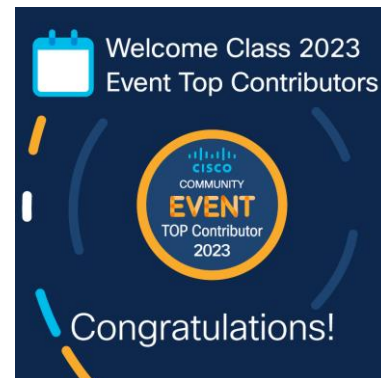 Welcome Class 2023
Event Top Contributors
CISCO
COMMUNITY
EVENT
TOP Contributor
2023
Congratulations!